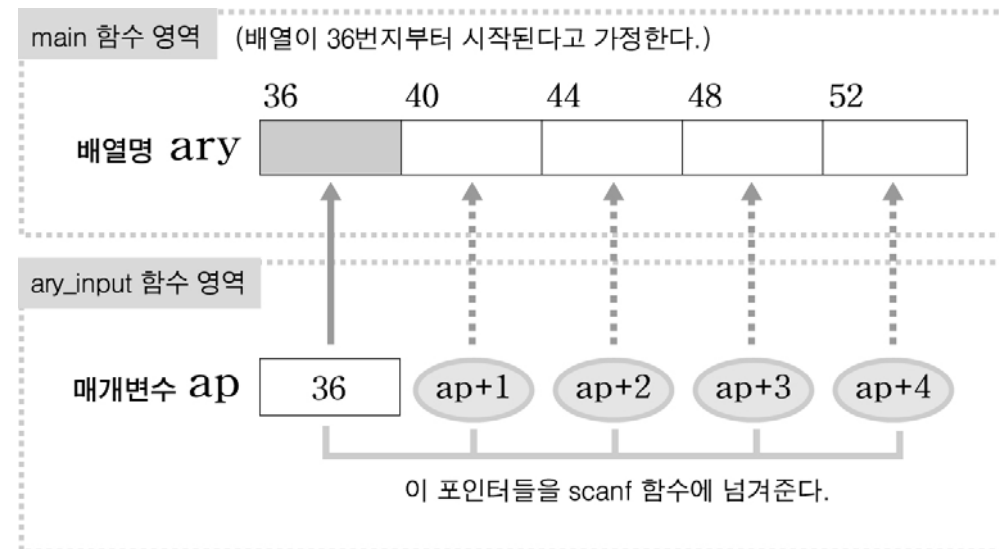 main 함수 영역 (배열이 36번지부터 시작된다고 가정한다.)
36 40 44 48 52
배열명 ary
ary_input 함수 영역
매개변수 ap 36 ap+1 ap+2 ap+3 ap+4
이 포인터들을 scanf 함수에 넘겨준다.